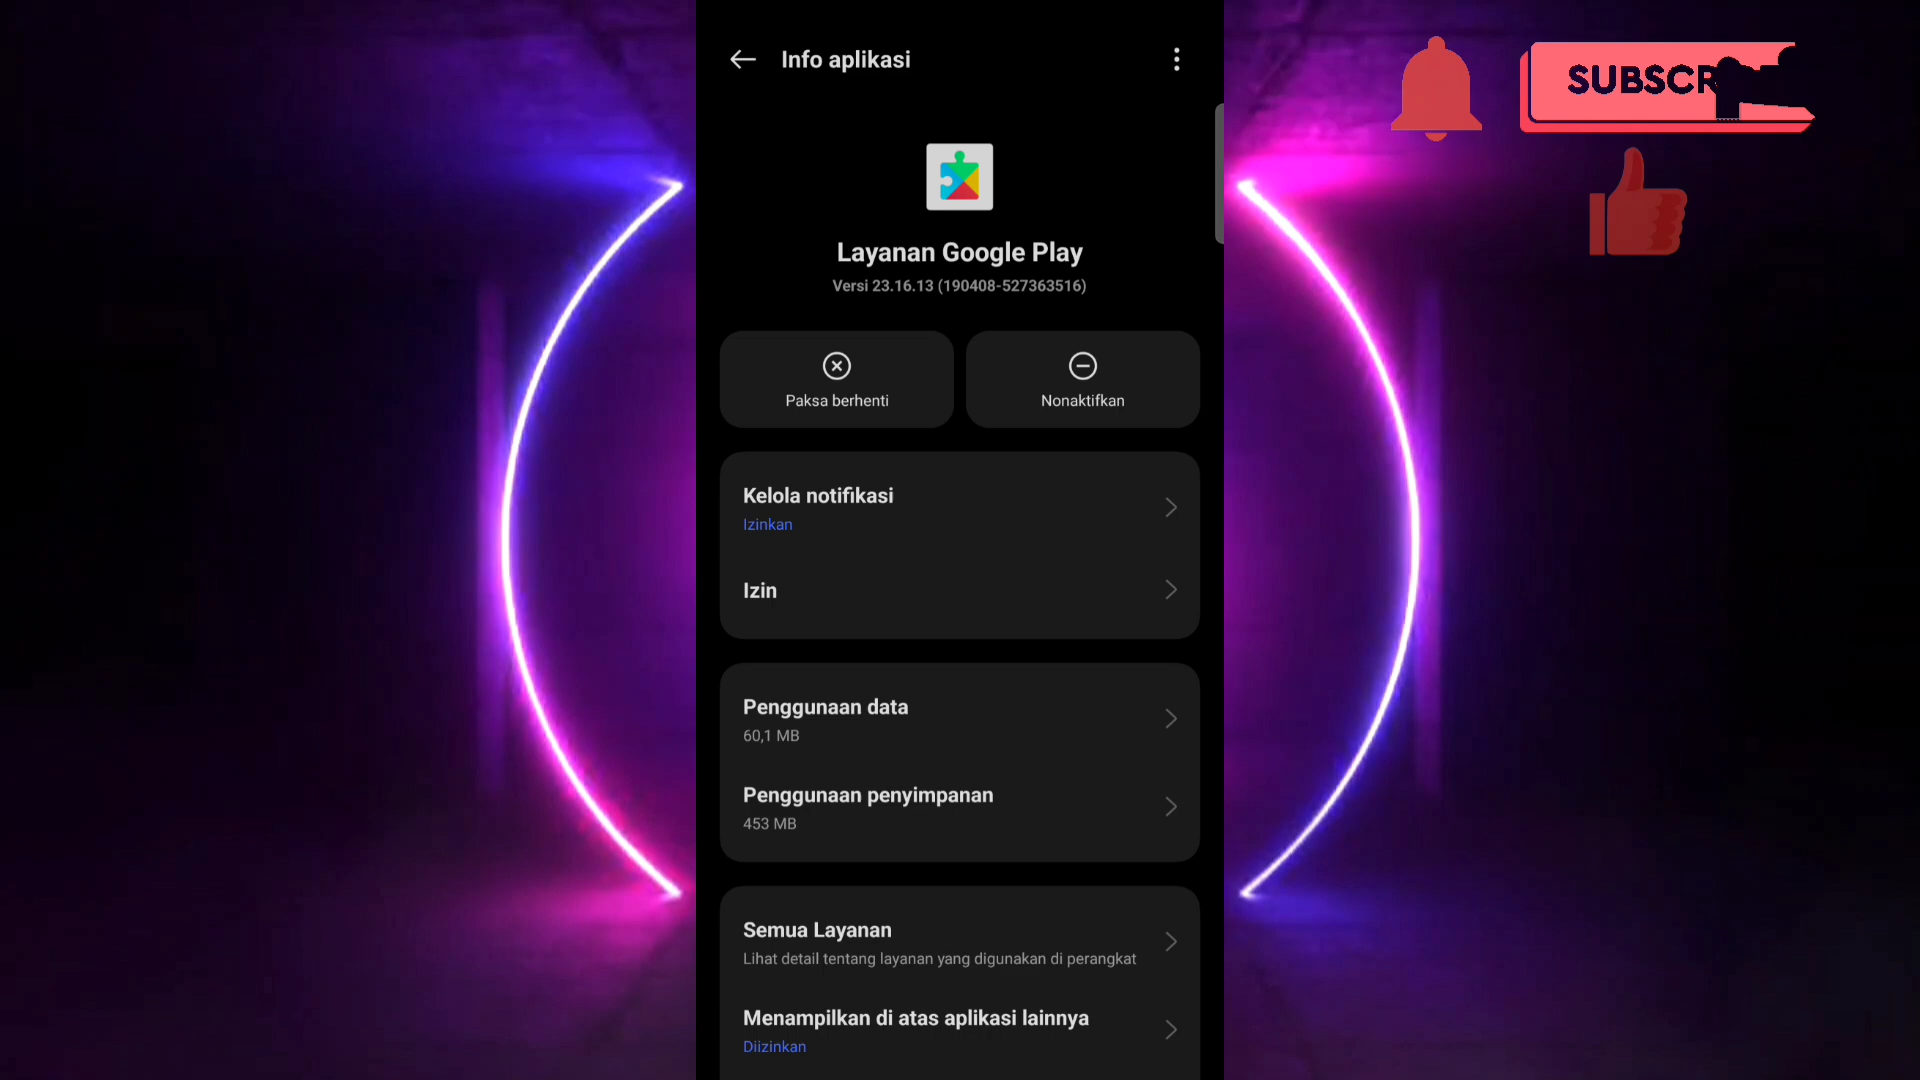 Info aplikasi
SUBSCR
Layanan Google Play
Versi 23.16.13 (190408-527363516)
Paksa berhenti
Nonaktifkan
Kelola notifikasi
Izinkan
Izin
Penggunaan data
60,1 MB
Penggunaan penyimpanan
453 MB
Semua Layanan
Lihat detail tentang layanan yang digunakan di perangkat
Menampilkan di atas aplikasi lainnya
Diizinkan